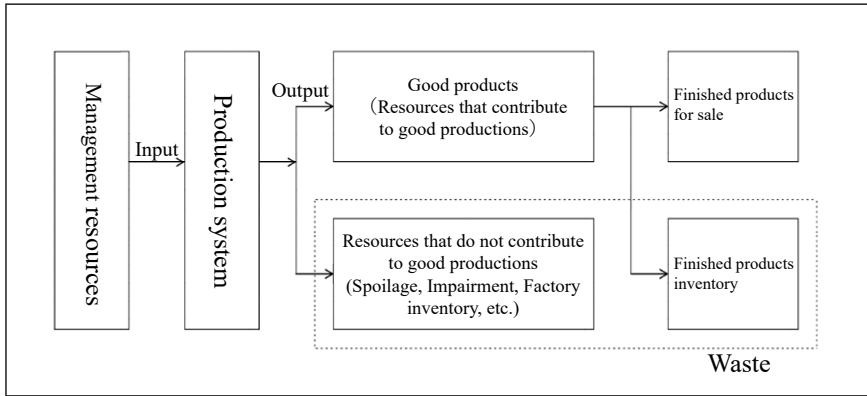 Management resources
Input
Production system
Output
Good products
（Resources that contribute
to good productions）
Finished products
for sale
Resources that do not contribute
to good productions
(Spoilage, Impairment, Factory
inventory, etc.)
Finished products
inventory
Waste